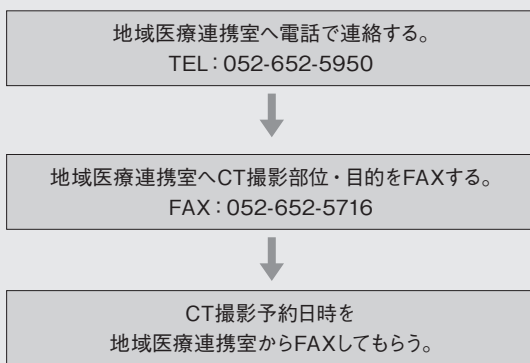 地域医療連携室へ電話で連絡する。
TEL：052-652-5950
地域医療連携室へCT撮影部位・目的をFAXする。
FAX：052-652-5716
CT撮影予約日時を
地域医療連携室からFAXしてもらう。